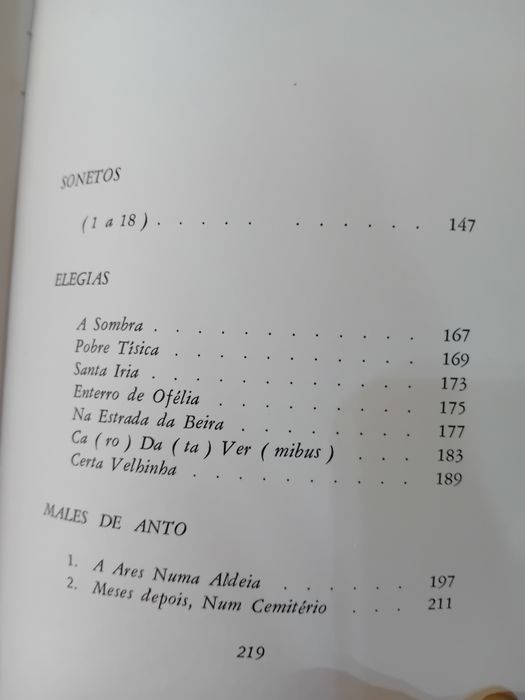 SONETOS
(1 a 18) . . . . . . . . . . . 147
ELEGIAS
A Sombra . . . . . . . . . . . . 167
Pobre Tísica . . . . . . . . . . . 169
Santa Iria . . . . . . . . . . . . 173
Enterro de Ofélia . . . . . . . . . 175
Na Estrada da Beira . . . . . . . . 177
Ca ( ro ) Da ( ta ) Ver ( mibus ) . . . . 183
Certa Velhinha . . . . . . . . . . 189
MALES DE ANTO
1. A Ares Numa Aldeia . . . . . . 197
2. Meses depois, Num Cemitério . . . 211
219